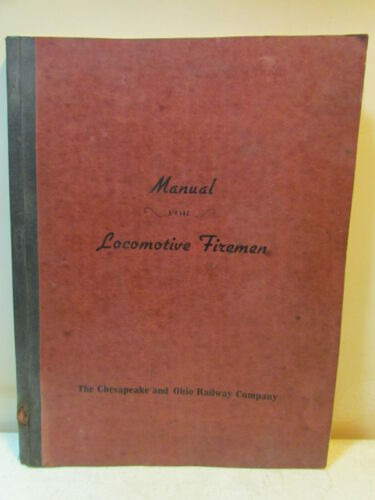 Manual
FOR
Locomotive Firemen
The Chesapeake and Ohio Railway Company